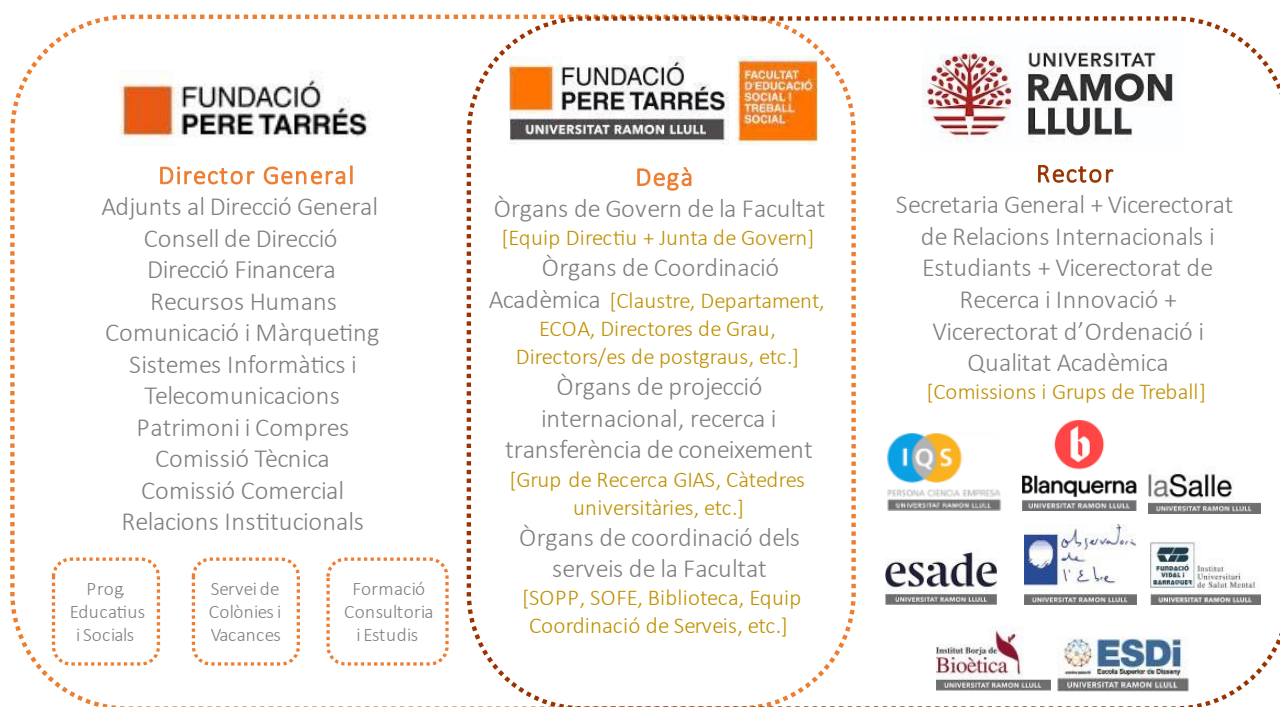 FUNDACIÓ
PERE TARRÉS
Director General
Adjunts al Direcció General
Consell de Direcció
Direcció Financera
Recursos Humans
Comunicació i Màrqueting
Sistemes Informàtics i
Telecomunicacions
Patrimoni i Compres
Comissió Tècnica
Comissió Comercial
Relacions Institucionals
Prog.
Educatius
i Socials
Servei de
Colònies i
Vacances
Formació
Consultoria
i Estudis
FUNDACIÓ
PERE TARRÉS
UNIVERSITAT RAMON LLULL
FACULTAT
D'EDUCACIÓ
SOCIAL I
TREBALL
SOCIAL
Degà
Òrgans de Govern de la Facultat
[Equip Directiu + Junta de Govern]
Òrgans de Coordinació
Acadèmica [Claustre, Departament,
ECOA, Directores de Grau,
Directors/es de postgraus, etc.]
Òrgans de projecció
internacional, recerca i
transferència de coneixement
[Grup de Recerca GIAS, Càtedres
universitàries, etc.]
Òrgans de coordinació dels
serveis de la Facultat
[SOPP, SOFE, Biblioteca, Equip
Coordinació de Serveis, etc.]
UNIVERSITAT
RAMON
LLULL
Rector
Secretaria General + Vicerectorat
de Relacions Internacionals i
Estudiants + Vicerectorat de
Recerca i Innovació +
Vicerectorat d’Ordenació i
Qualitat Acadèmica
[Comissions i Grups de Treball]
IQS
PERSONA CIÈNCIA EMPRESA
UNIVERSITAT RAMON LLULL
b
Blanquerna
UNIVERSITAT RAMON LLULL
laSalle
UNIVERSITAT RAMON LLULL
esade
UNIVERSITAT RAMON LLULL
observatori
de
l'Ebre
UNIVERSITAT RAMON LLULL
FUNDACIÓ
VIDAL I
BARRAQUER
Institut
Universitari
de Salut Mental
UNIVERSITAT RAMON LLULL
Institut Borja de
Bioètica
UNIVERSITAT RAMON LLULL
ESDi
Escola Superior de Disseny
UNIVERSITAT RAMON LLULL